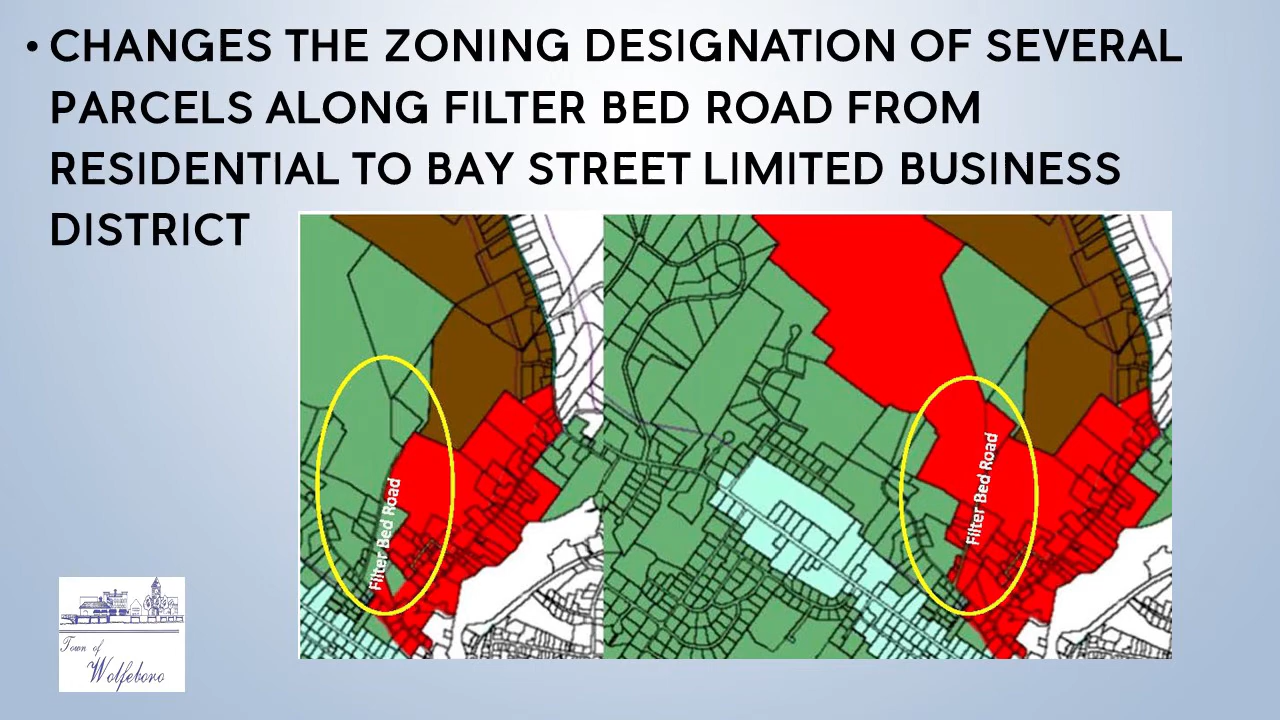 • CHANGES THE ZONING DESIGNATION OF SEVERAL
PARCELS ALONG FILTER BED ROAD FROM
RESIDENTIAL TO BAY STREET LIMITED BUSINESS
DISTRICT
Filter Bed Road
Filter Bed Road
Town of
Wolfeboro